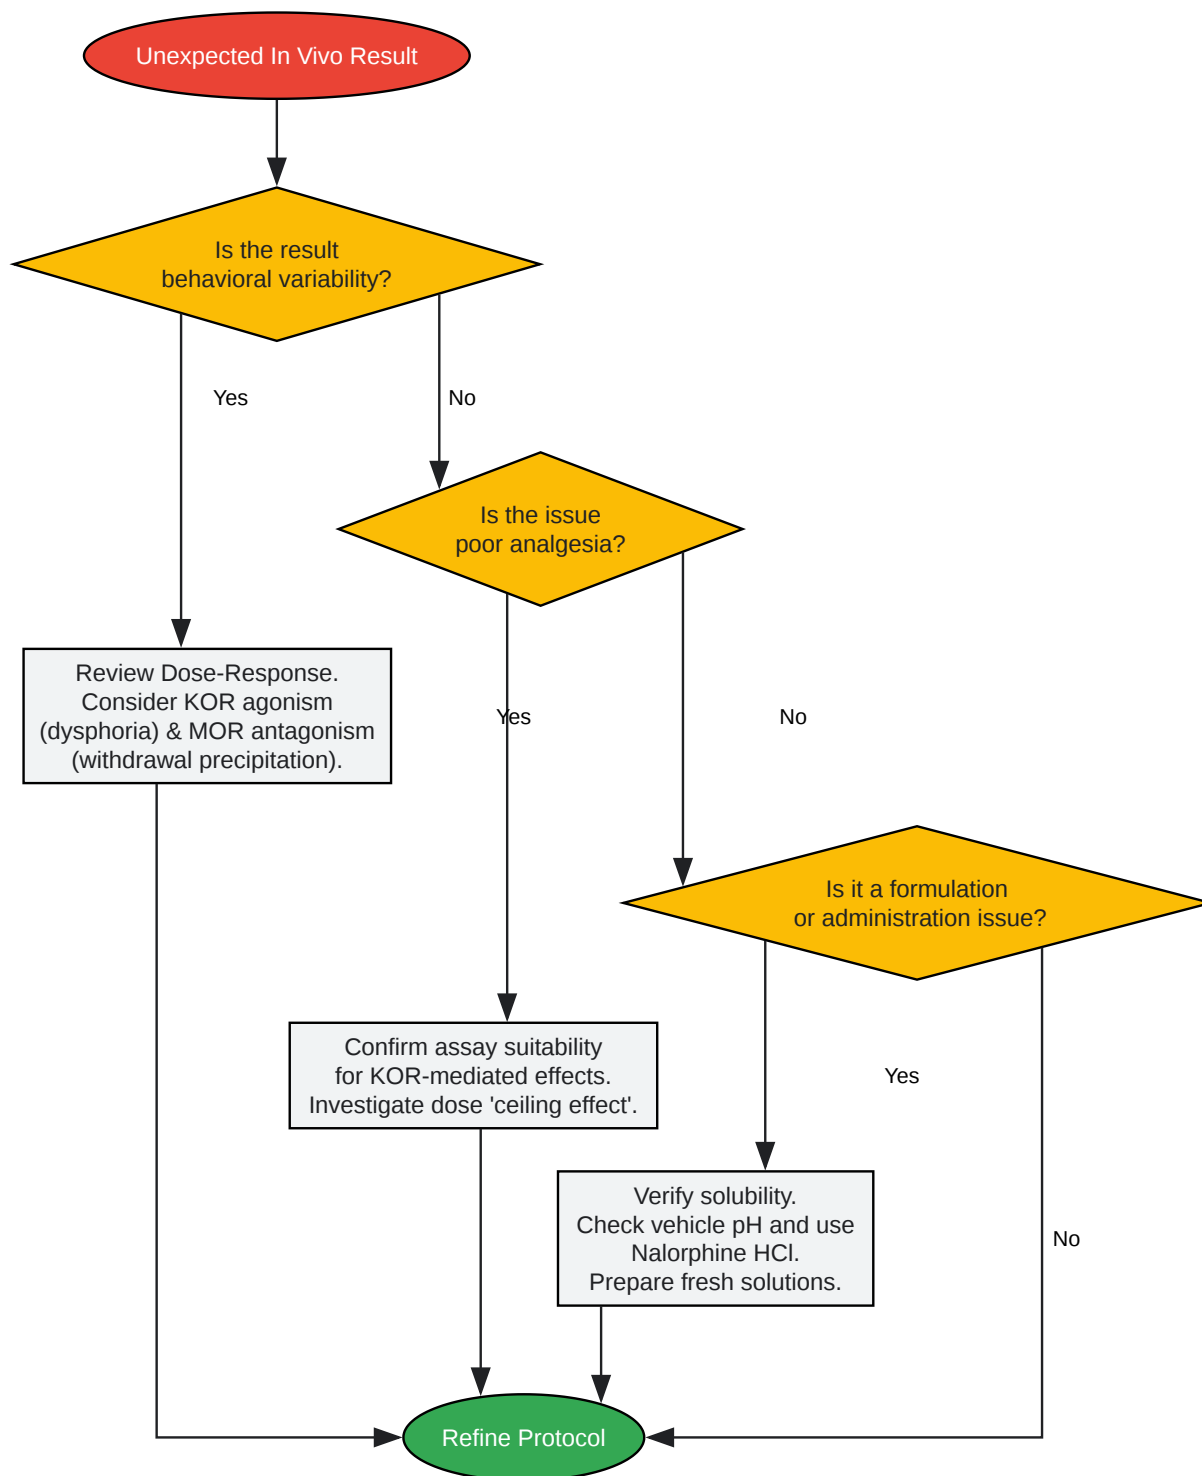 Unexpected In Vivo Result
Is the result
behavioral variability?
Yes
No
Is the issue
poor analgesia?
Review Dose-Response.
Consider KOR agonism
(dysphoria) & MOR antagonism
(withdrawal precipitation).
Yes
No
Is it a formulation
or administration issue?
Confirm assay suitability
for KOR-mediated effects.
Investigate dose 'ceiling effect'.
Yes
Verify solubility.
Check vehicle pH and use
Nalorphine HCl.
Prepare fresh solutions.
No
Refine Protocol